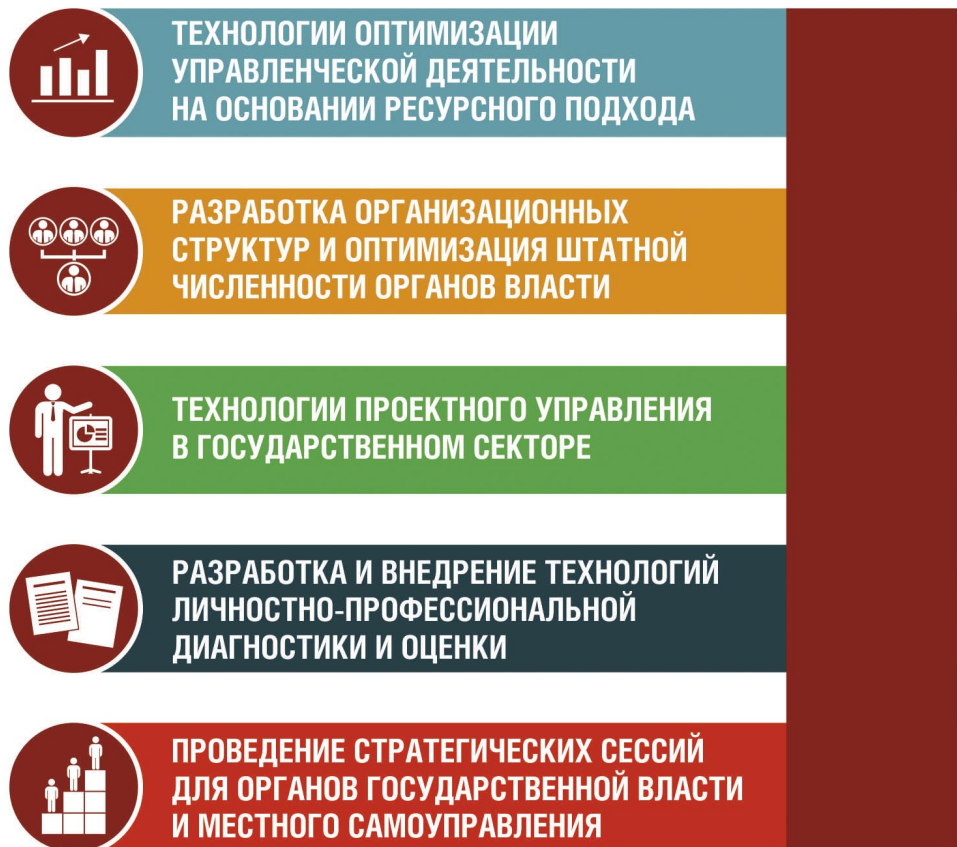 ТЕХНОЛОГИИ ОПТИМИЗАЦИИ
УПРАВЛЕНЧЕСКОЙ ДЕЯТЕЛЬНОСТИ
НА ОСНОВАНИИ РЕСУРСНОГО ПОДХОДА
РАЗРАБОТКА ОРГАНИЗАЦИОННЫХ
СТРУКТУР И ОПТИМИЗАЦИЯ ШТАТНОЙ
ЧИСЛЕННОСТИ ОРГАНОВ ВЛАСТИ
ТЕХНОЛОГИИ ПРОЕКТНОГО УПРАВЛЕНИЯ
В ГОСУДАРСТВЕННОМ СЕКТОРЕ
РАЗРАБОТКА И ВНЕДРЕНИЕ ТЕХНОЛОГИЙ
ЛИЧНОСТНО-ПРОФЕССИОНАЛЬНОЙ
ДИАГНОСТИКИ И ОЦЕНКИ
ПРОВЕДЕНИЕ СТРАТЕГИЧЕСКИХ СЕССИЙ
ДЛЯ ОРГАНОВ ГОСУДАРСТВЕННОЙ ВЛАСТИ
И МЕСТНОГО САМОУПРАВЛЕНИЯ